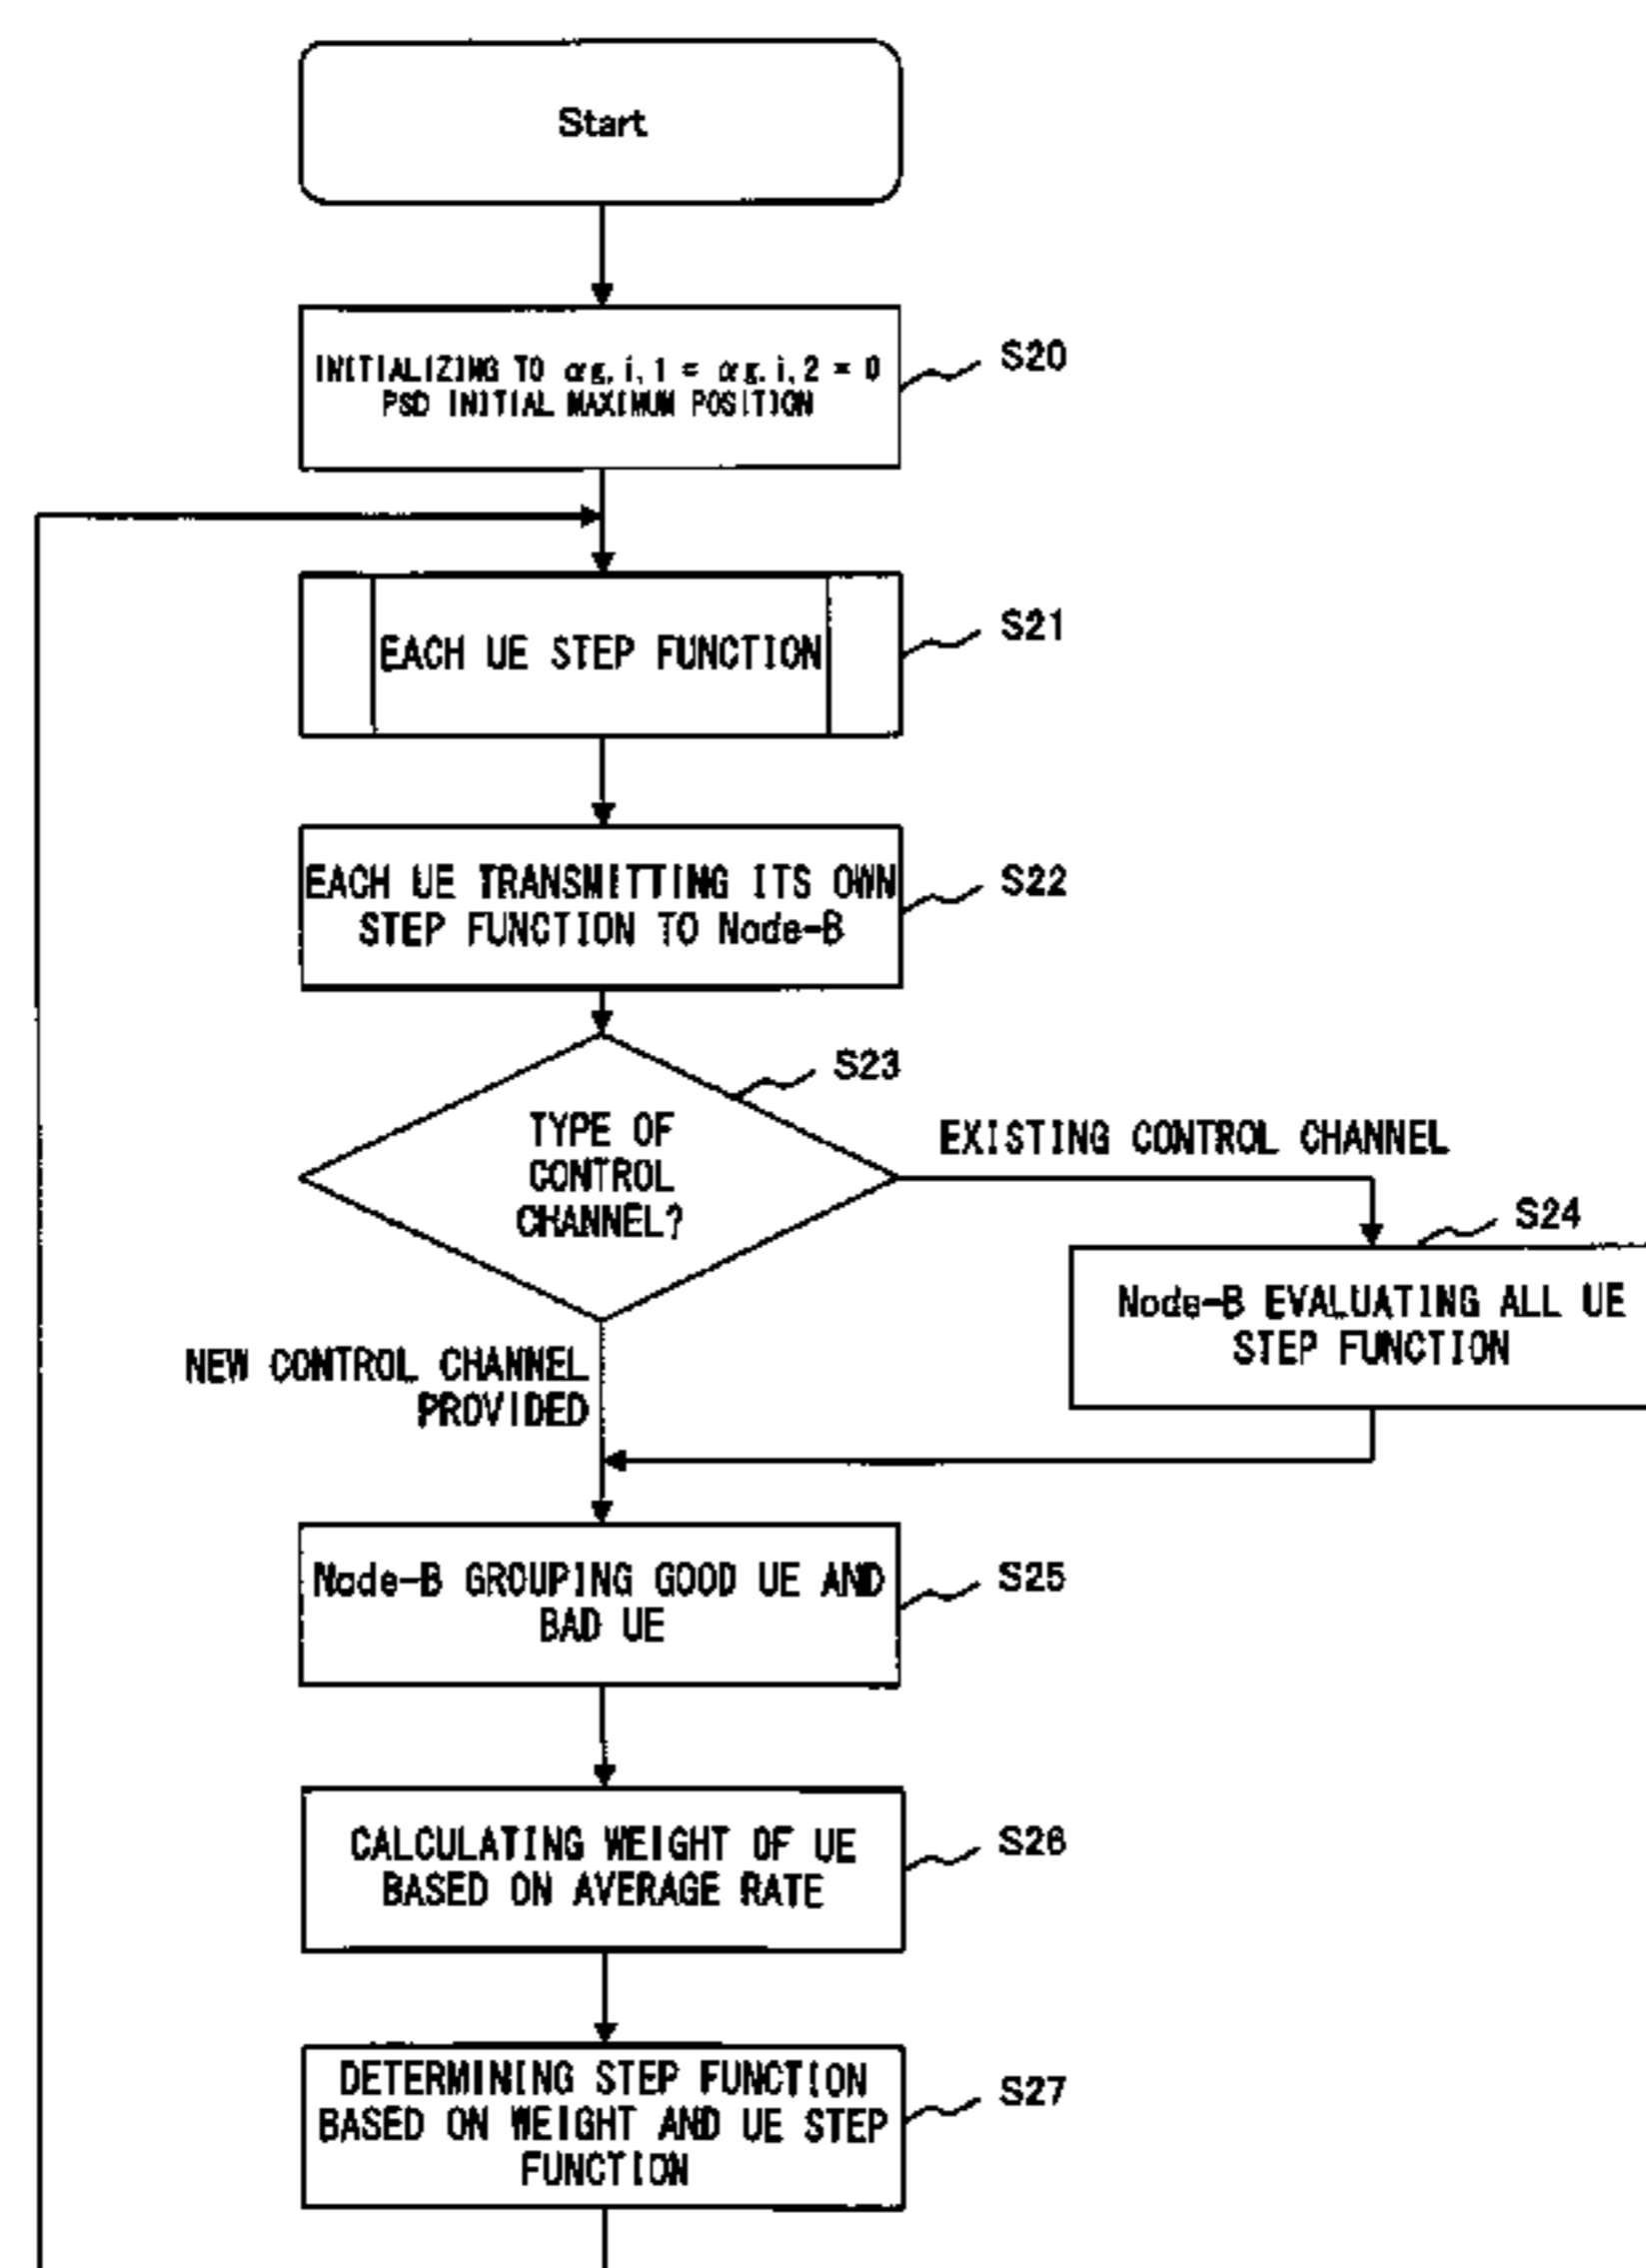 Start
INITIALIZING TO αg,i,1 = αg,i,2 = 0
PSD INITIAL MAXIMUM POSITION
S20
EACH UE STEP FUNCTION
S21
EACH UE TRANSMITTING ITS OWN
STEP FUNCTION TO Node-B
S22
S23
TYPE OF
CONTROL
CHANNEL?
EXISTING CONTROL CHANNEL
S24
Node-B EVALUATING ALL UE
STEP FUNCTION
NEW CONTROL CHANNEL
PROVIDED
Node-B GROUPING GOOD UE AND
BAD UE
S25
CALCULATING WEIGHT OF UE
BASED ON AVERAGE RATE
S26
DETERMINING STEP FUNCTION
BASED ON WEIGHT AND UE STEP
FUNCTION
S27